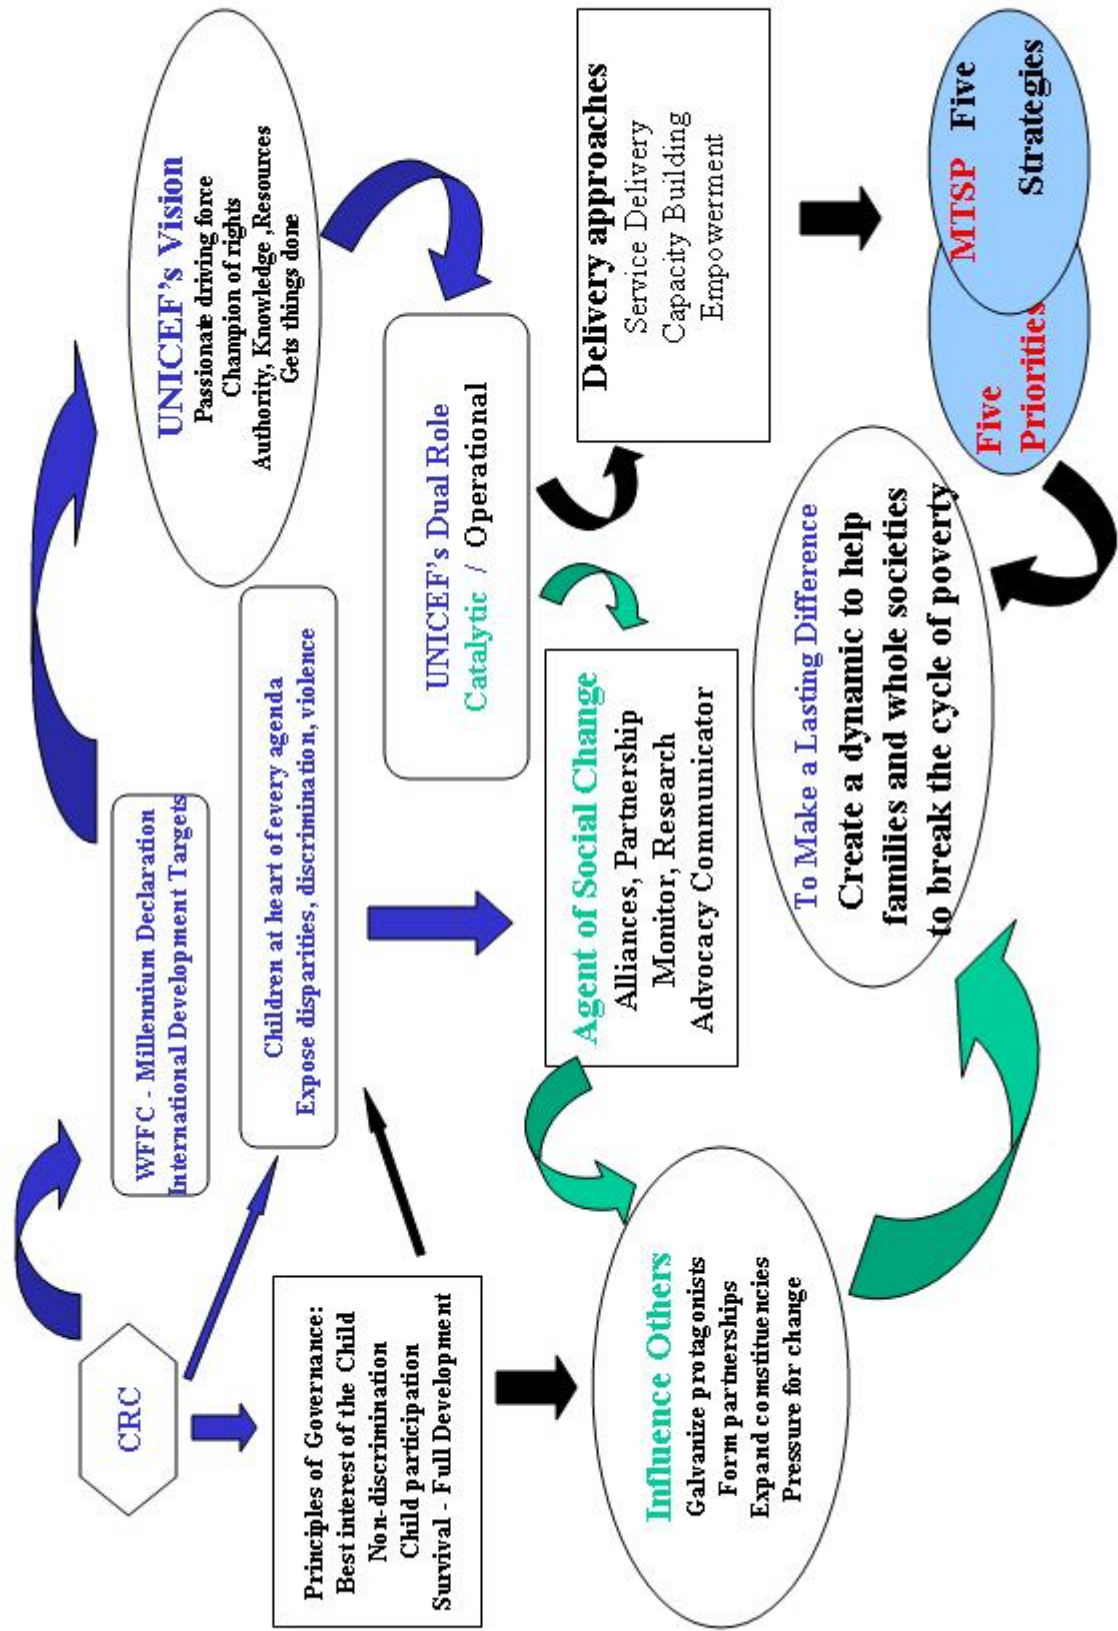 CRC
WFFC - Millennium Declaration
International Development Targets
UNICEF's Vision
Passionate driving force
Champion of rights
Authority, Knowledge ,Resources
Gets things done
Children at heart of every agenda
Expose disparities, discrimination, violence
Principles of Governance:
Best interest of the Child
Non-discrimination
Child participation
Survival - Full Development
UNICEF's Dual Role
Catalytic / Operational
Influence Others
Galvanize protagonists
Form partnerships
Expand comstituencies
Pressure for change
Agent of Social Change
Alliances, Partnership
Monitor, Research
Advocacy Communicator
Delivery approaches
Service Delivery
Capacity Building
Empowerment
To Make a Lasting Difference
Create a dynamic to help
families and whole societies
to break the cycle of poverty
Five
Priorities
MTSP Five
Strategies